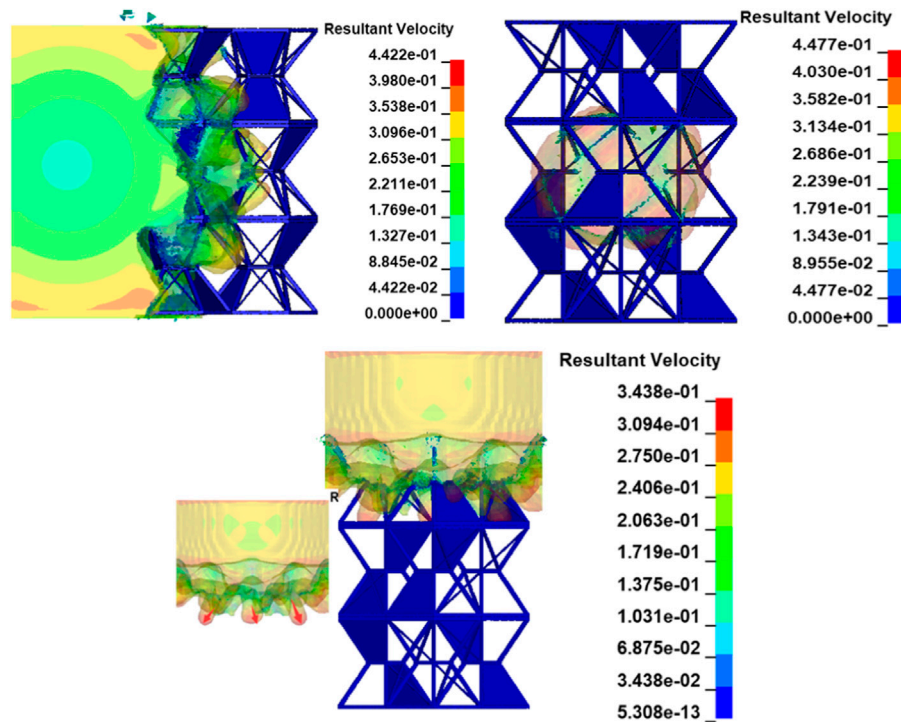 Resultant Velocity
4.422e-01
3.980e-01
3.538e-01
3.096e-01
2.653e-01
2.211e-01
1.769e-01
1.327e-01
8.845e-02
4.422e-02
0.000e+00
Resultant Velocity
4.477e-01
4.030e-01
3.582e-01
3.134e-01
2.686e-01
2.239e-01
1.791e-01
1.343e-01
8.955e-02
4.477e-02
0.000e+00
Resultant Velocity
3.438e-01
3.094e-01
2.750e-01
2.406e-01
2.063e-01
1.719e-01
1.375e-01
1.031e-01
6.875e-02
3.438e-02
5.308e-13
R